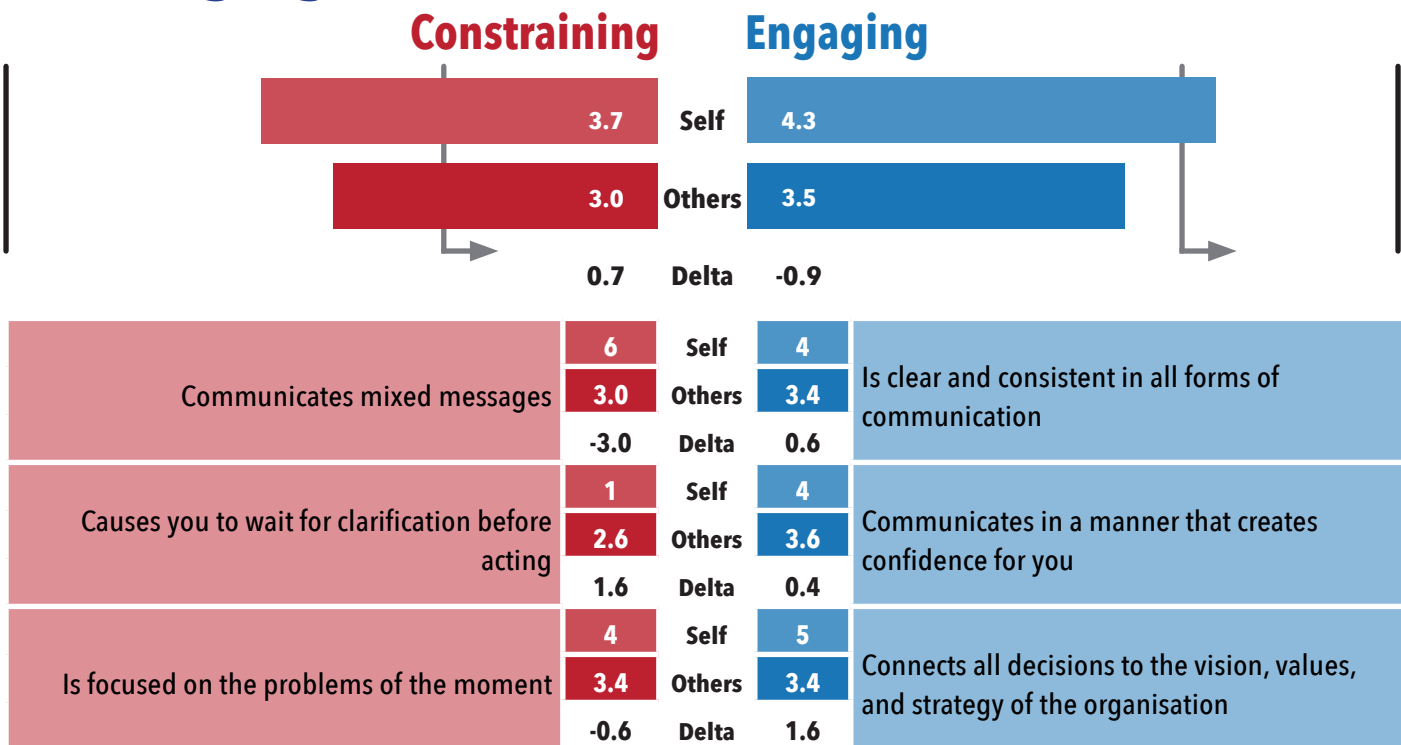 Constraining Engaging
3.7 Self 4.3
3.0 Others 3.5
0.7 Delta -0.9
6 Self 4
Communicates mixed messages 3.0 Others 3.4 Is clear and consistent in all forms of
communication
-3.0 Delta 0.6
1 Self 4
Causes you to wait for clarification before
acting 2.6 Others 3.6 Communicates in a manner that creates
confidence for you
1.6 Delta 0.4
4 Self 5
Is focused on the problems of the moment 3.4 Others 3.4 Connects all decisions to the vision, values,
and strategy of the organisation
-0.6 Delta 1.6